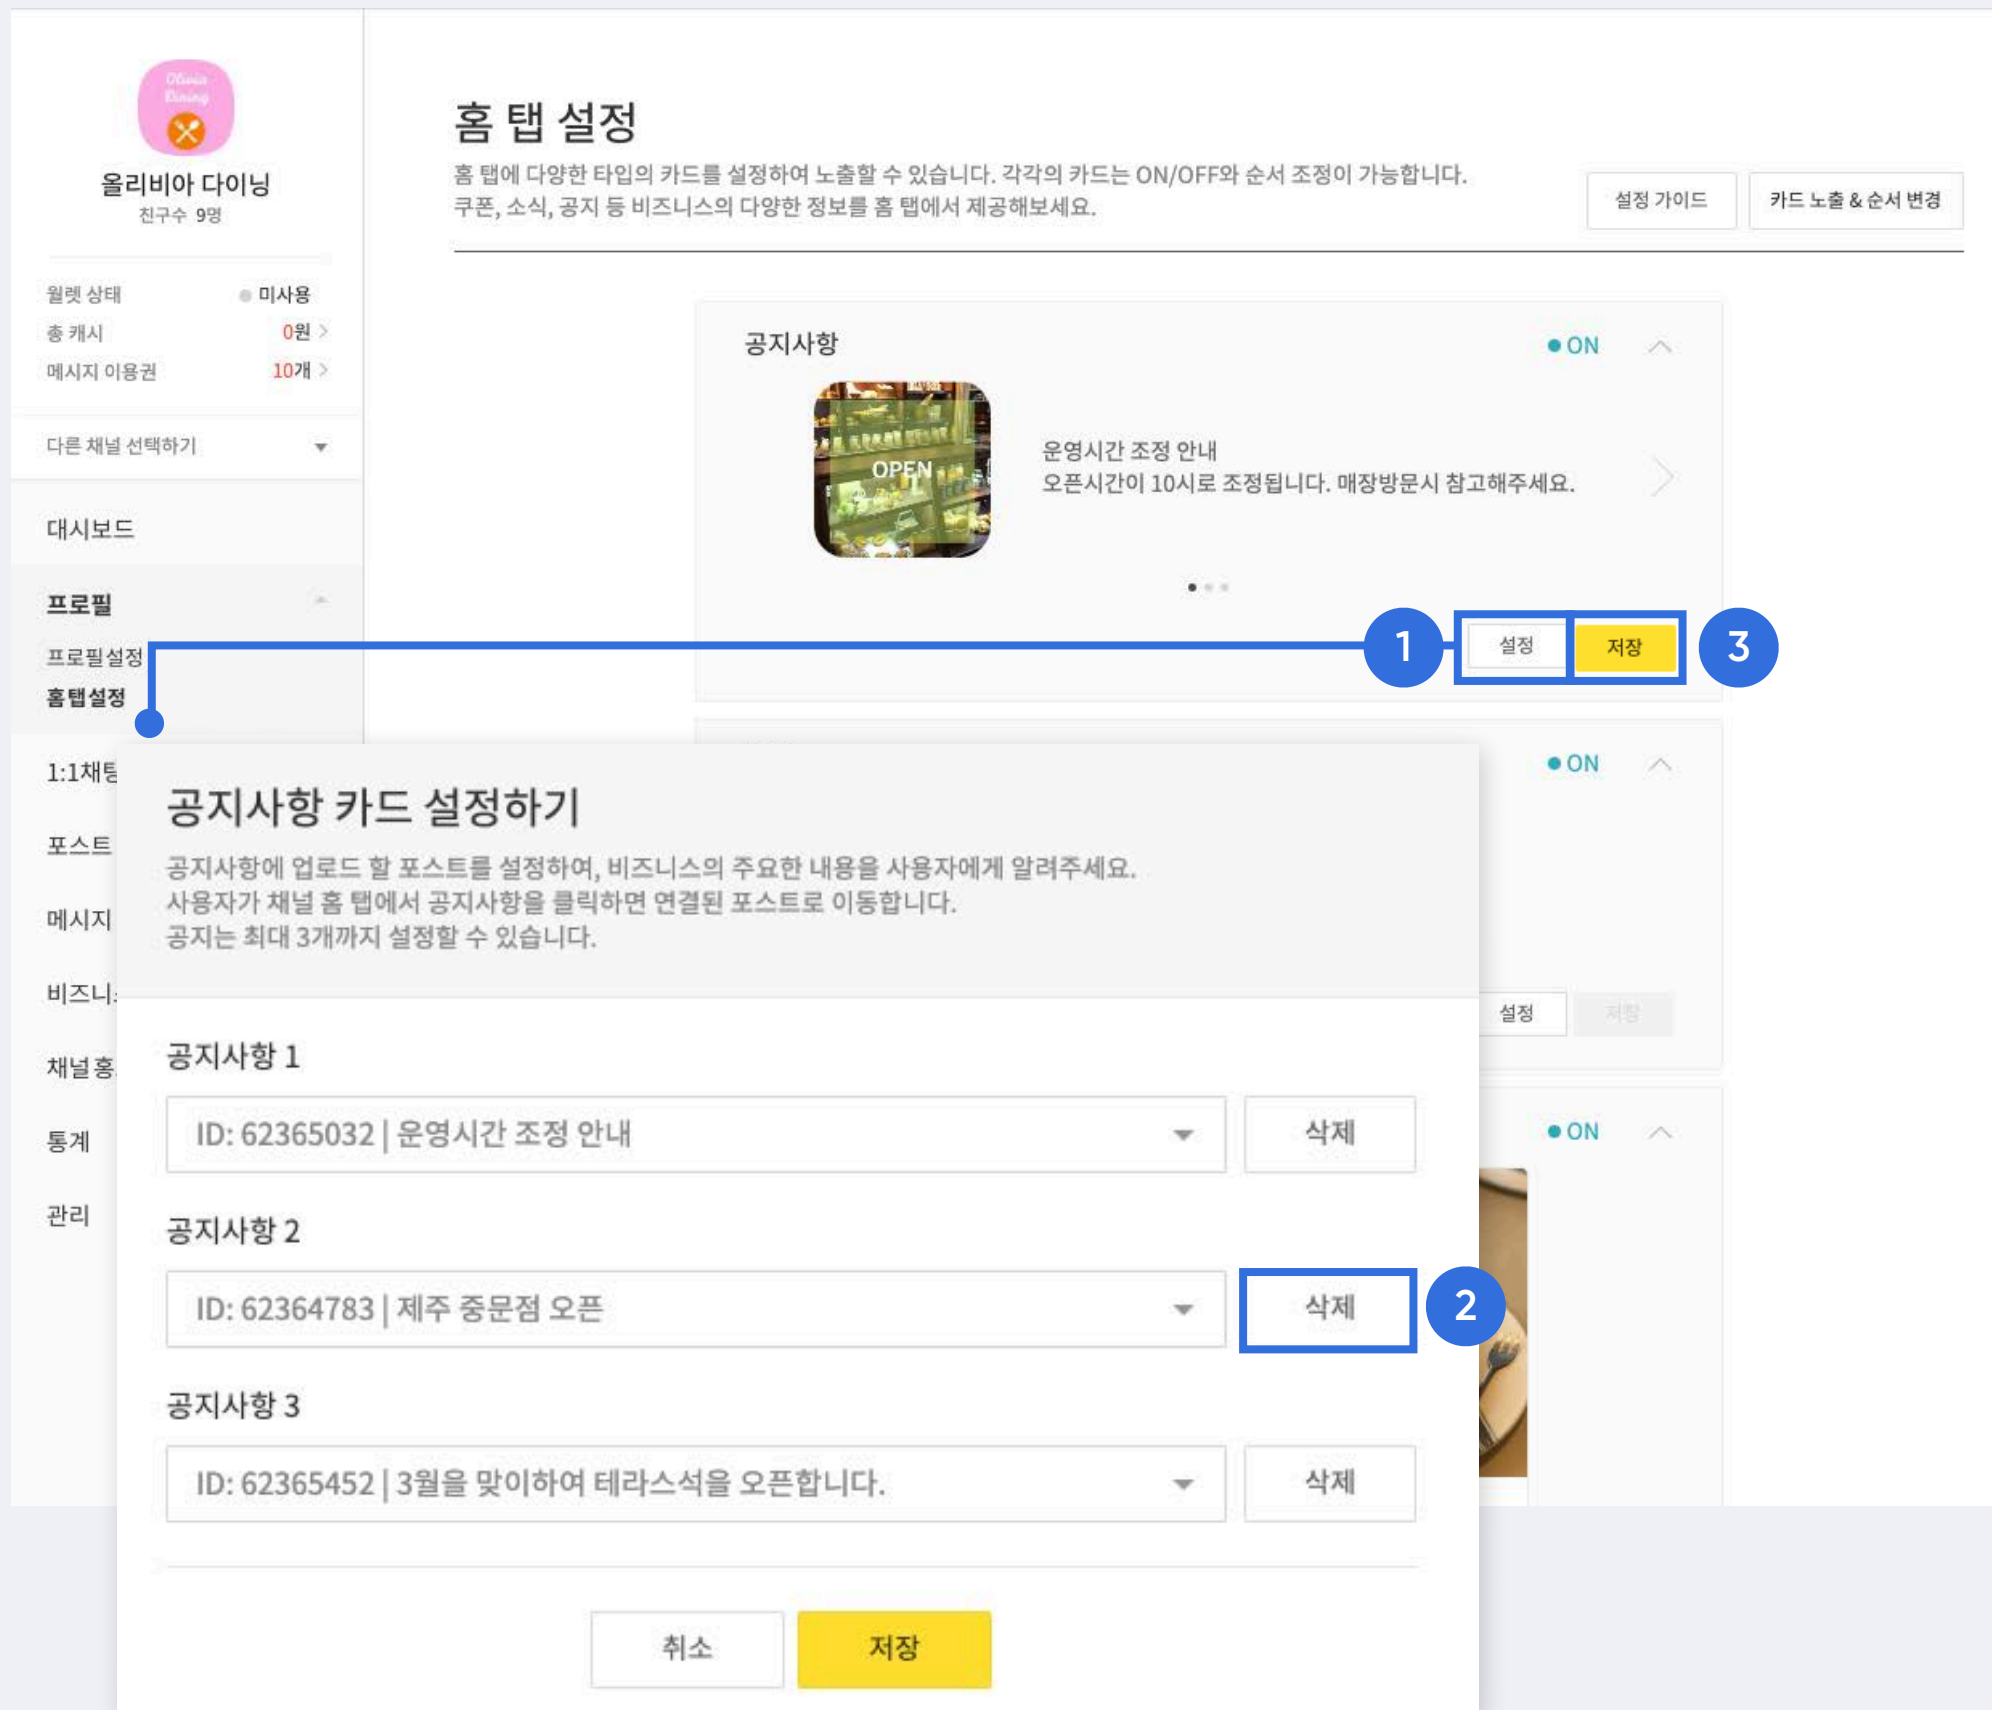 Olivia
Dining
올리비아 다이닝
친구수 9명
월렛 상태 미사용
총 캐시 0원
메시지 이용권 10개
다른 채널 선택하기
대시보드
프로필
프로필설정
홈탭설정
1:1채팅
포스트
메시지
비즈니
채널 홍
통계
관리
홈 탭 설정
홈 탭에 다양한 타입의 카드를 설정하여 노출할 수 있습니다. 각각의 카드는 ON/OFF와 순서 조정이 가능합니다.
쿠폰, 소식, 공지 등 비즈니스의 다양한 정보를 홈 탭에서 제공해보세요.
설정 가이드
카드 노출 & 순서 변경
공지사항
ON
OPEN
운영시간 조정 안내
오픈시간이 10시로 조정됩니다. 매장방문시 참고해주세요.
1
설정
저장
3
ON
설정
저장
ON
공지사항 카드 설정하기
공지사항에 업로드 할 포스트를 설정하여, 비즈니스의 주요한 내용을 사용자에게 알려주세요.
사용자가 채널 홈 탭에서 공지사항을 클릭하면 연결된 포스트로 이동합니다.
공지는 최대 3개까지 설정할 수 있습니다.
공지사항 1
ID: 62365032 | 운영시간 조정 안내
삭제
공지사항 2
ID: 62364783 | 제주 중문점 오픈
삭제
2
공지사항 3
ID: 62365452 | 3월을 맞이하여 테라스석을 오픈합니다.
삭제
취소
저장